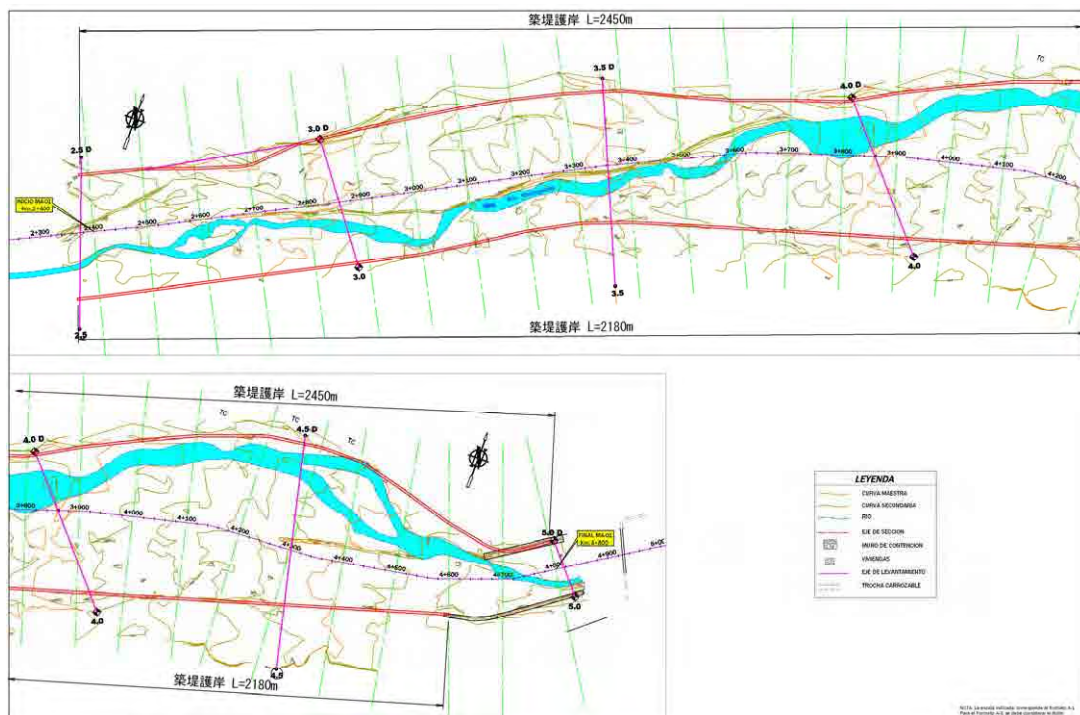 築堤護岸 L=2450m
TC
3.5 D
4.0 D
3.0 D
2.5 D
INICIO MA-02
2+300
2+500
2+600
2+700
2+800
2+900
3+000
3+100
3+200
3+300
3+400
3+500
3+600
3+700
3+800
3+900
4+000
4+100
4+200
3.0
3.5
4.0
2.5
築堤護岸 L=2180m
築堤護岸 L=2450m
TC
TC
TC
4.0 D
4.5 D
5.0 D
FINAL MA-02
Km:4+800
4+000
4+100
4+200
4+300
4+400
4+600
4+700
4+900
4.0
4.5
5.0
築堤護岸 L=2180m
LEYENDA
CURVA MAESTRA
CURVA SECUNDARIA
RIO
EJE DE SECCION
MURO DE CONTENCION
VIVIENDAS
EJE DE LEVANTAMIENTO
TROCHA CARROZABLE